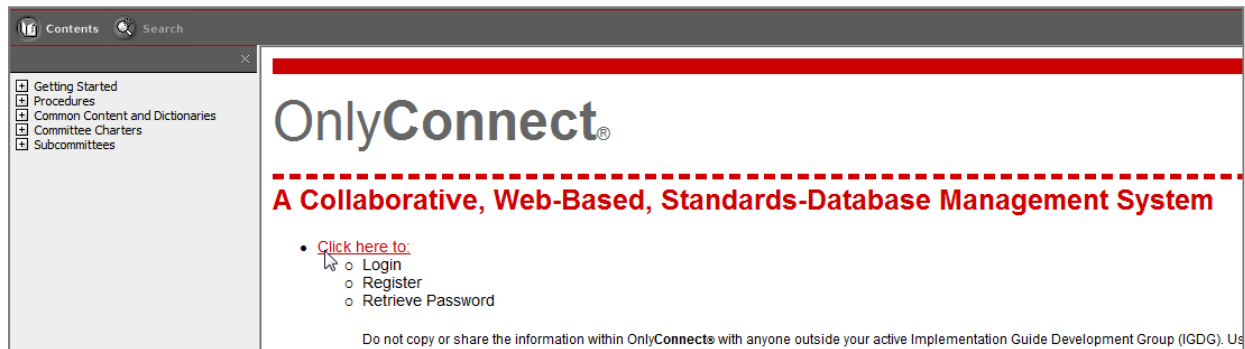 Contents Search
Getting Started
Procedures
Common Content and Dictionaries
Committee Charters
Subcommittees
OnlyConnect®
A Collaborative, Web-Based, Standards-Database Management System
Click here to:
Login
Register
Retrieve Password
Do not copy or share the information within OnlyConnect® with anyone outside your active Implementation Guide Development Group (IGDG). Us